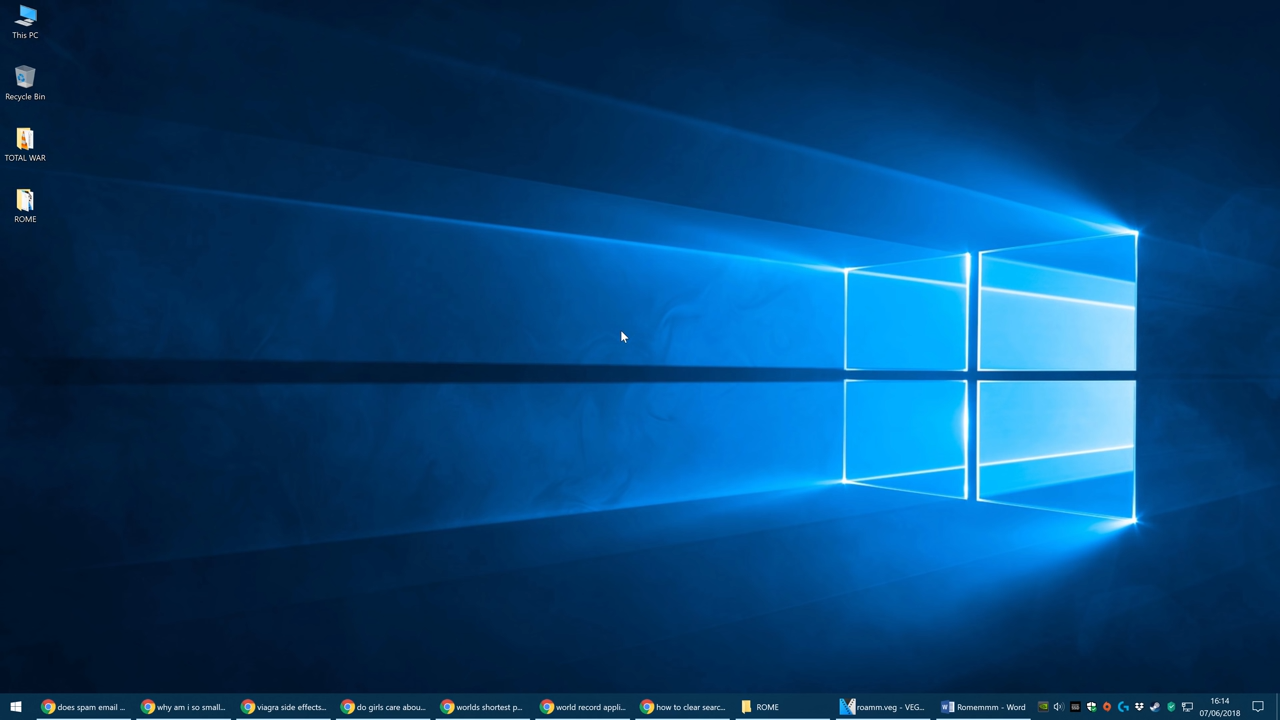 This PC
Recycle Bin
TOTAL WAR
ROME
does spam email ...
why am i so small...
viagra side effects...
do girls care abou...
worlds shortest p...
world record appli...
how to clear searc...
ROME
roamm.veg - VEG...
Romemmm - Word
16:14
07/06/2018